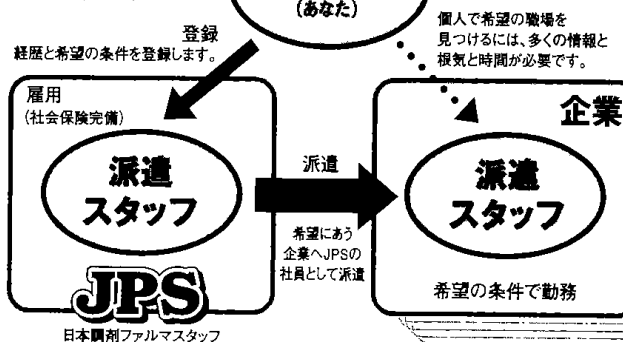 (あなた)
登録
経歴と希望の条件を登録します。
個人で希望の職場を
見つけるには、多くの情報と
根気と時間が必要です。
雇用
(社会保険完備)
派遣
スタッフ
派遣
希望にあう
企業へJPSの
社員として派遣
企業
派遣
スタッフ
希望の条件で勤務
JPS
日本調剤ファルマスタッフ